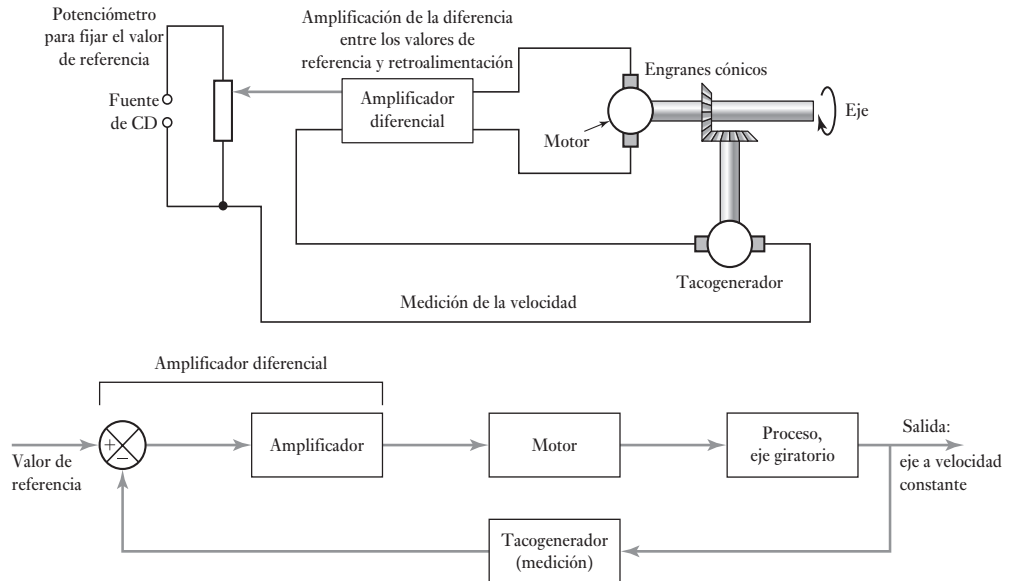 Potenciómetro
para fijar el valor
de referencia
Amplificación de la diferencia
entre los valores de
referencia y retroalimentación
Fuente
de CD
Amplificador
diferencial
Motor
Engranes cónicos
Eje
Tacogenerador
Medición de la velocidad
Amplificador diferencial
+
−
Valor de
referencia
Amplificador
Motor
Proceso,
eje giratorio
Salida:
eje a velocidad
constante
Tacogenerador
(medición)